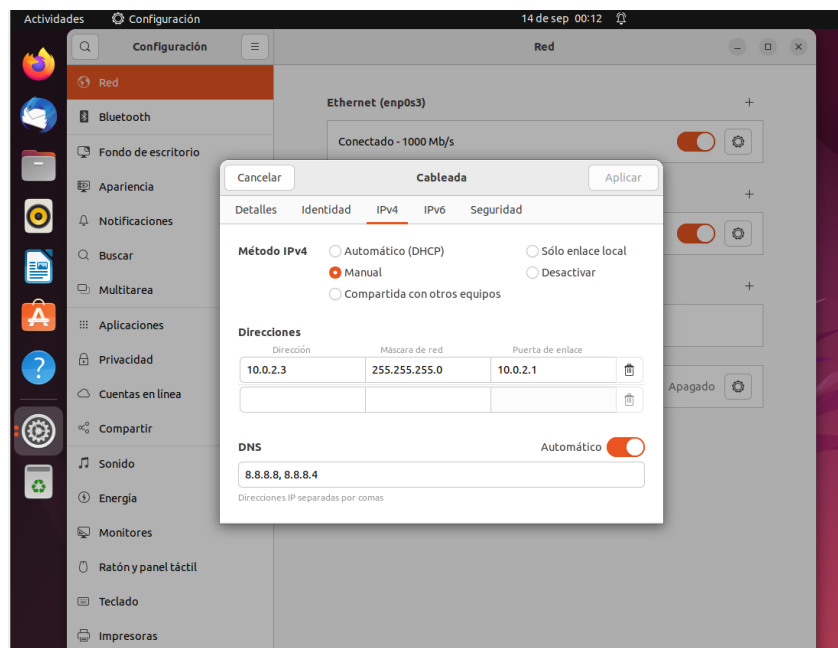 Actividades Configuración 14 de sep 00:12
Configuración Red
Red
Bluetooth
Fondo de escritorio
Apariencia
Notificaciones
Buscar
Multitarea
Aplicaciones
Privacidad
Cuentas en línea
Compartir
Sonido
Energía
Monitores
Ratón y panel táctil
Teclado
Impresoras
Ethernet (enp0s3)
Conectado - 1000 Mb/s
Apagado
Cancelar Cableada Aplicar
Detalles Identidad IPv4 IPv6 Seguridad
Método IPv4 Automático (DHCP) Sólo enlace local
Manual Desactivar
Compartida con otros equipos
Direcciones
Dirección Máscara de red Puerta de enlace
10.0.2.3 255.255.255.0 10.0.2.1
DNS Automático
8.8.8.8, 8.8.8.4
Direcciones IP separadas por comas